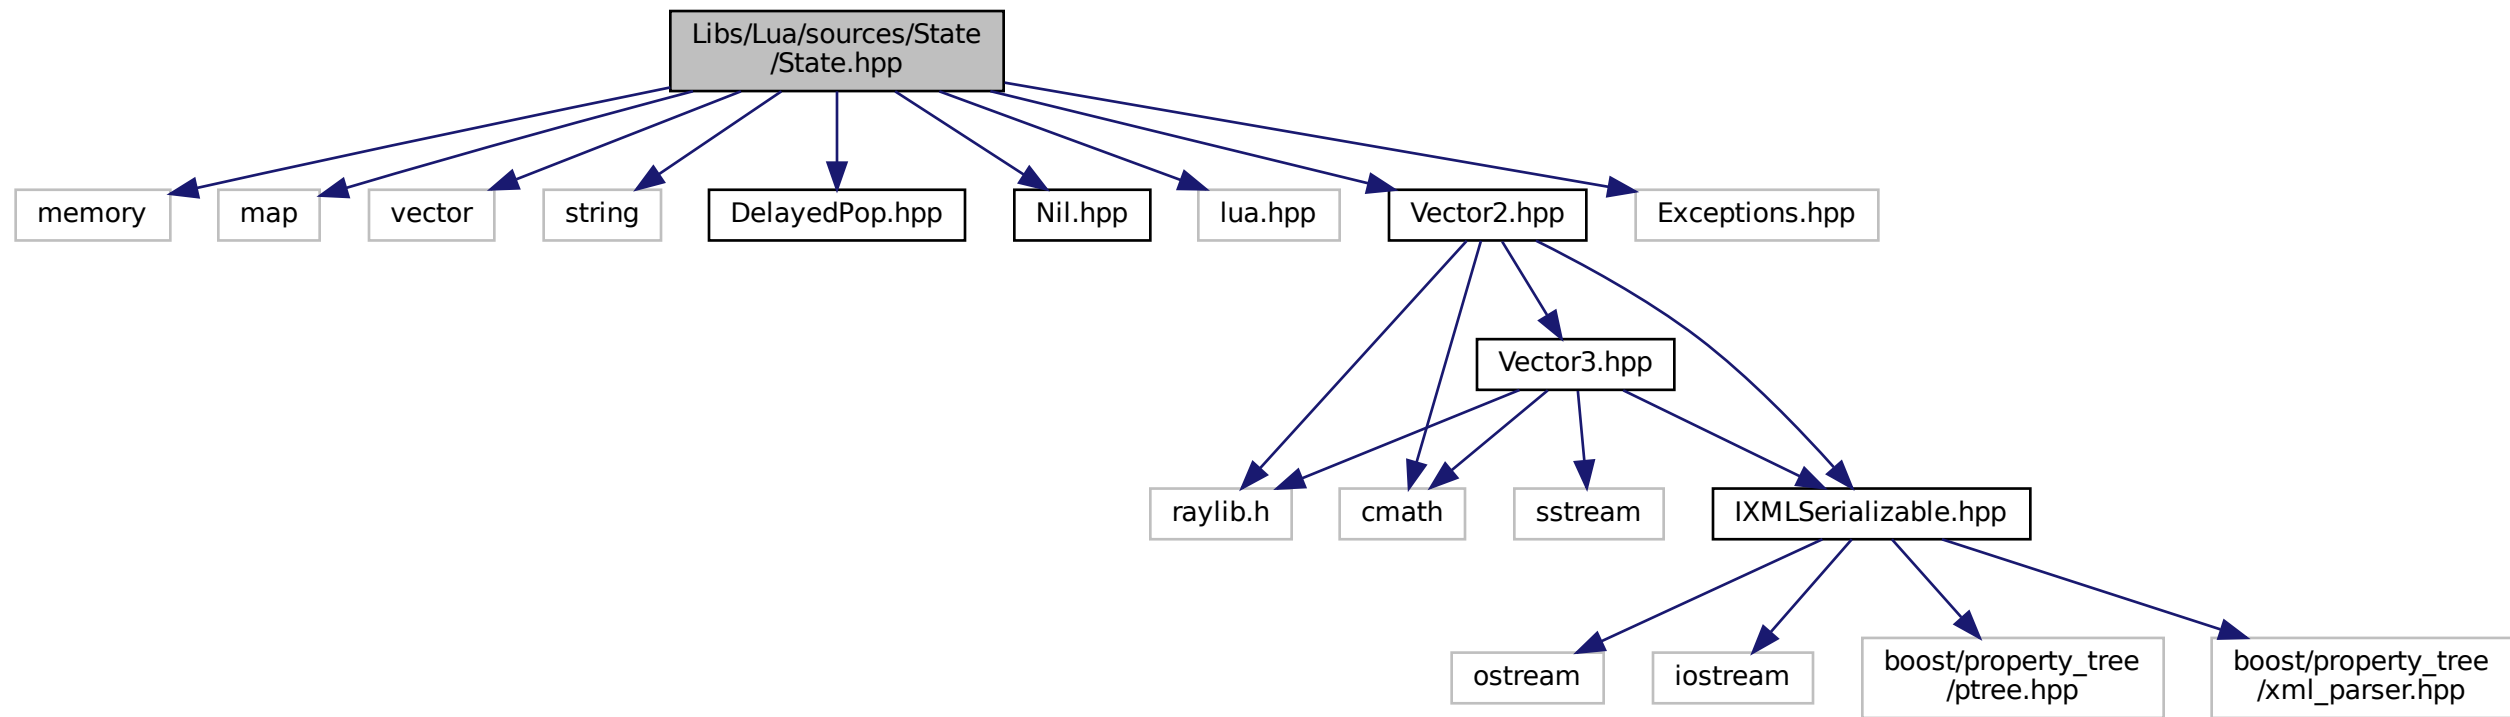 Libs/Lua/sources/State
/State.hpp
memory
map
vector
string
DelayedPop.hpp
Nil.hpp
lua.hpp
Vector2.hpp
Exceptions.hpp
Vector3.hpp
raylib.h
cmath
sstream
IXMLSerializable.hpp
ostream
iostream
boost/property_tree
/ptree.hpp
boost/property_tree
/xml_parser.hpp